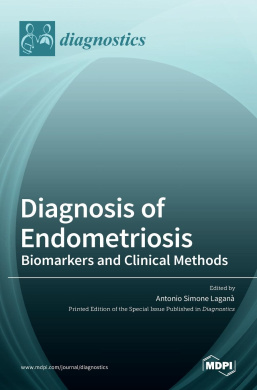 diagnostics
Diagnosis of
Endometriosis
Biomarkers and Clinical Methods
Edited by
Antonio Simone Laganà
Printed Edition of the Special Issue Published in Diagnostics
www.mdpi.com/journal/diagnostics
MDPI